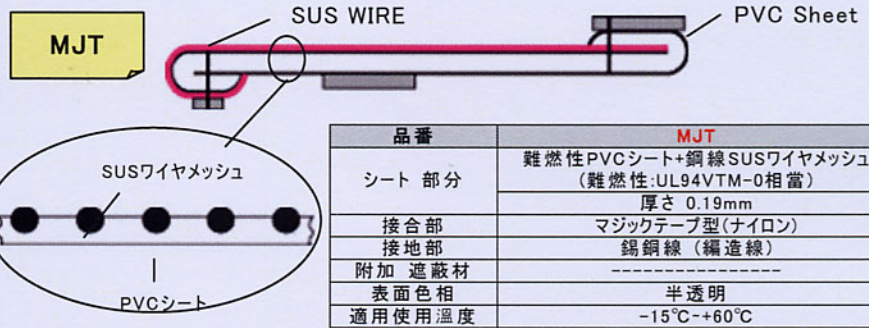 SUS WIRE
PVC Sheet
MJT
SUSワイヤメッシュ
PVCシート
品番 MJT
シート 部分 難燃性PVCシート+鋼線SUSワイヤメッシュ
(難燃性:UL94VTM-0相當)
厚さ 0.19mm
接合部 マジックテープ型(ナイロン)
接地部 錫銅線 (編造線)
附加 遮蔽材 ---------------
表面色相 半透明
適用使用溫度 -15℃-+60℃